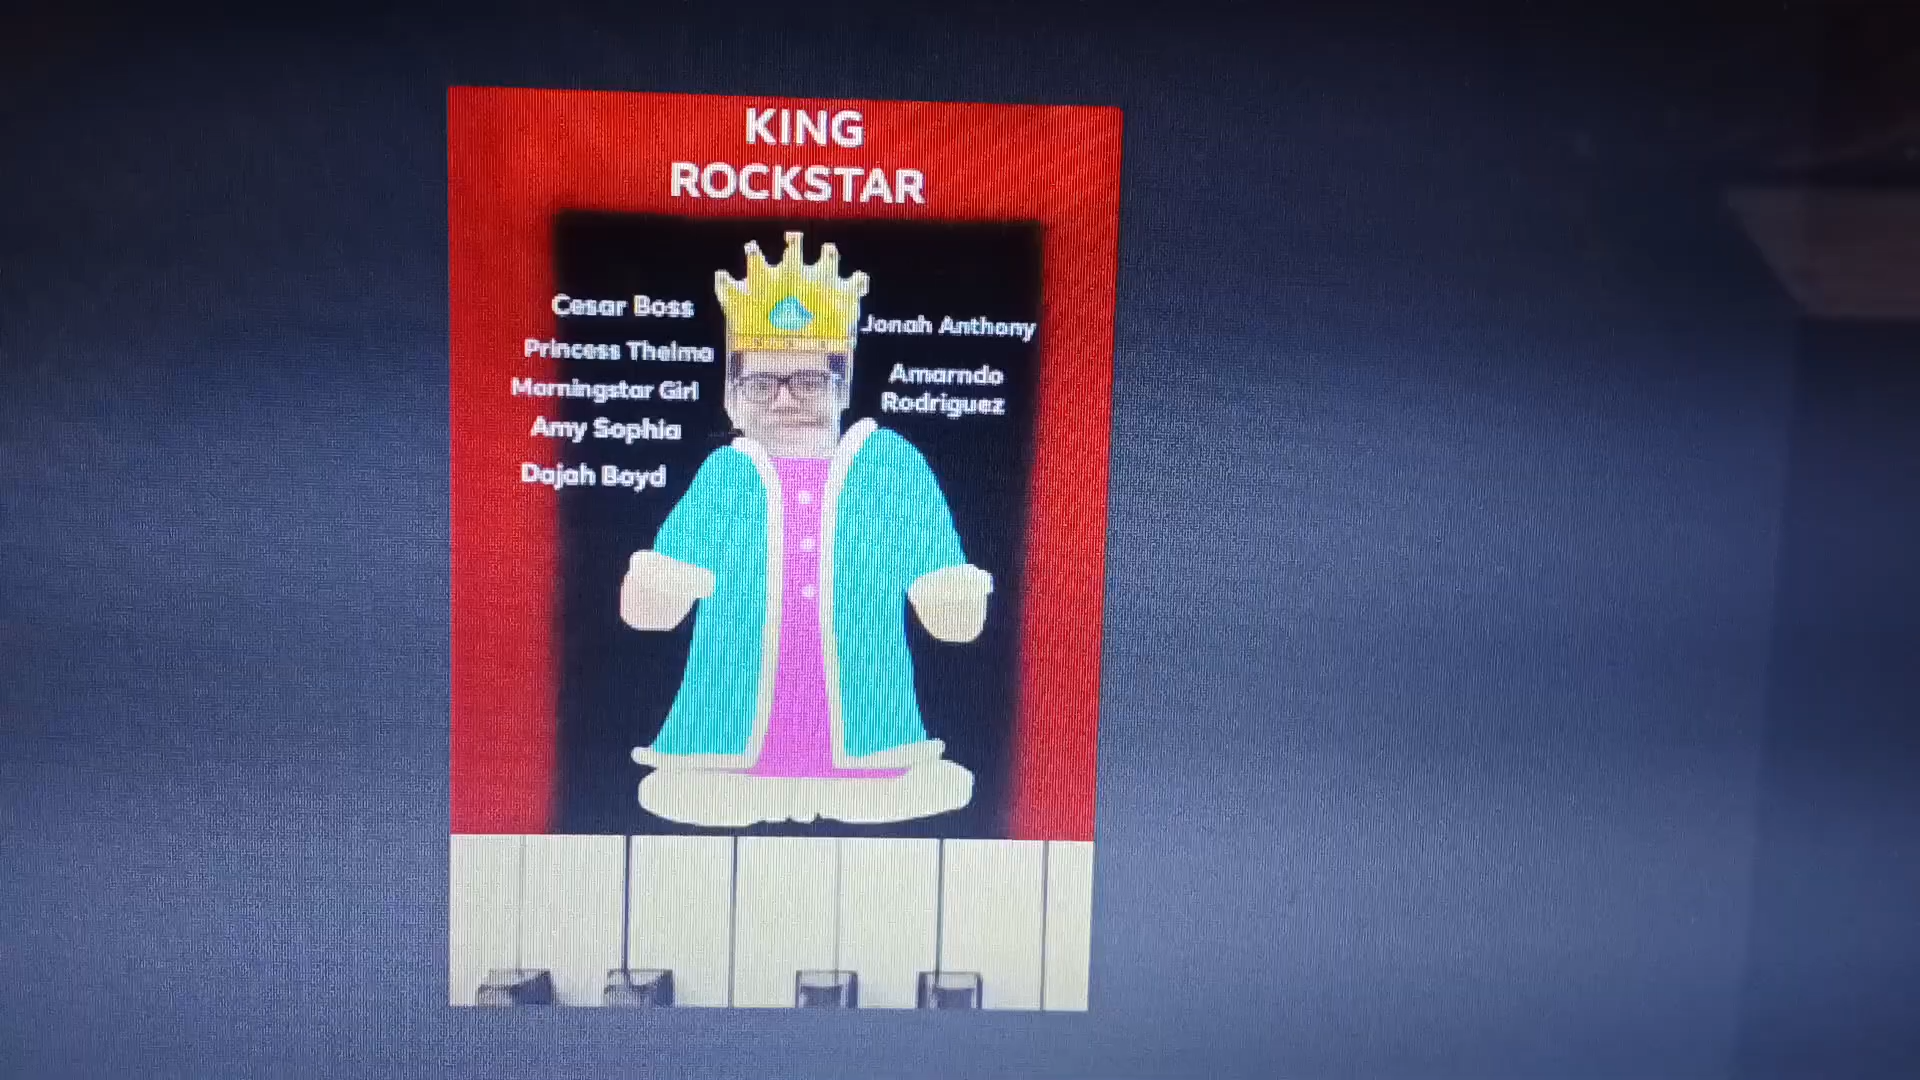 KING
ROCKSTAR
Cesar Boss
Princess Thelma
Morningstar Girl
Amy Sophia
Dajah Boyd
Jonah Anthony
Amarndo
Rodriguez